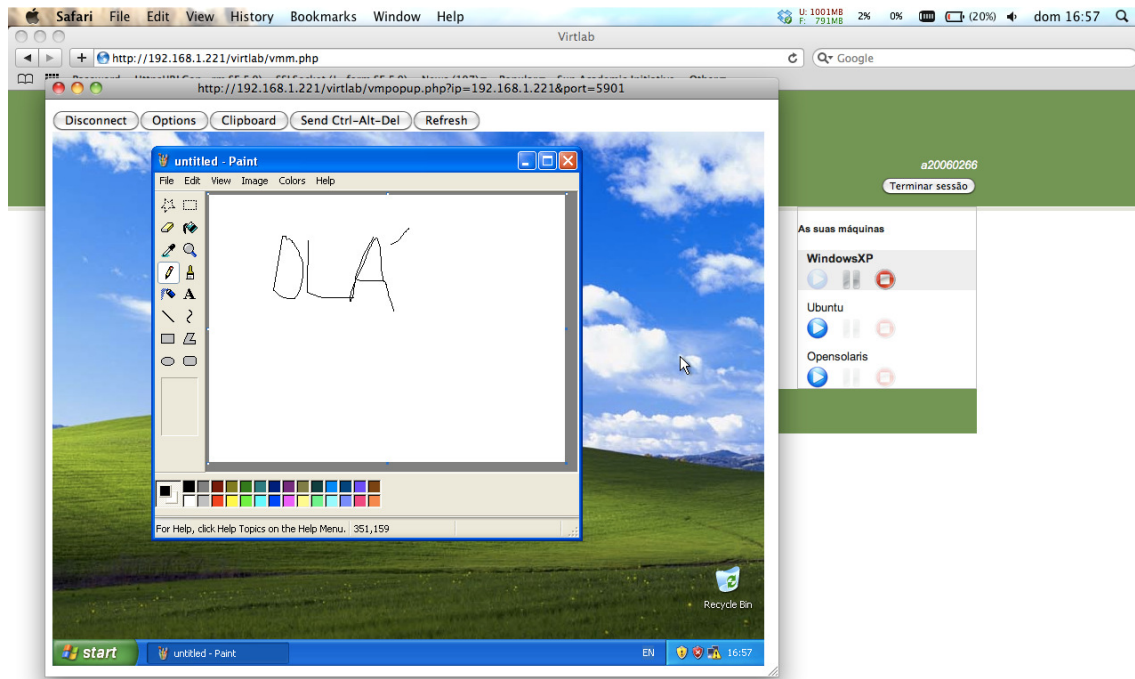 Safari File Edit View History Bookmarks Window Help U: 1001MB F: 791MB 2% 0% (20%) dom 16:57
Virtlab
http://192.168.1.221/virtlab/vmm.php Google
http://192.168.1.221/virtlab/vmpopup.php?ip=192.168.1.221&port=5901
Disconnect Options Clipboard Send Ctrl-Alt-Del Refresh
untitled - Paint
File Edit View Image Colors Help
A
DLA´
For Help, click Help Topics on the Help Menu. 351,159
Recycle Bin
start untitled - Paint EN 16:57
a20060266
Terminar sessão
As suas máquinas
WindowsXP
Ubuntu
Opensolaris